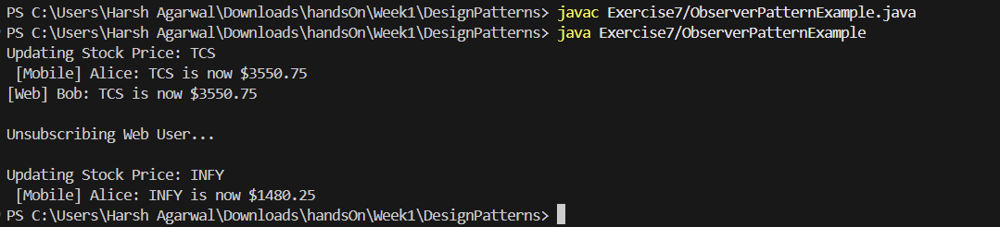 PS C:\Users\Harsh Agarwal\Downloads\handsOn\Week1\DesignPatterns> javac Exercise7/ObserverPatternExample.java
PS C:\Users\Harsh Agarwal\Downloads\handsOn\Week1\DesignPatterns> java Exercise7/ObserverPatternExample
Updating Stock Price: TCS
 [Mobile] Alice: TCS is now $3550.75
[Web] Bob: TCS is now $3550.75

Unsubscribing Web User...

Updating Stock Price: INFY
 [Mobile] Alice: INFY is now $1480.25
PS C:\Users\Harsh Agarwal\Downloads\handsOn\Week1\DesignPatterns>